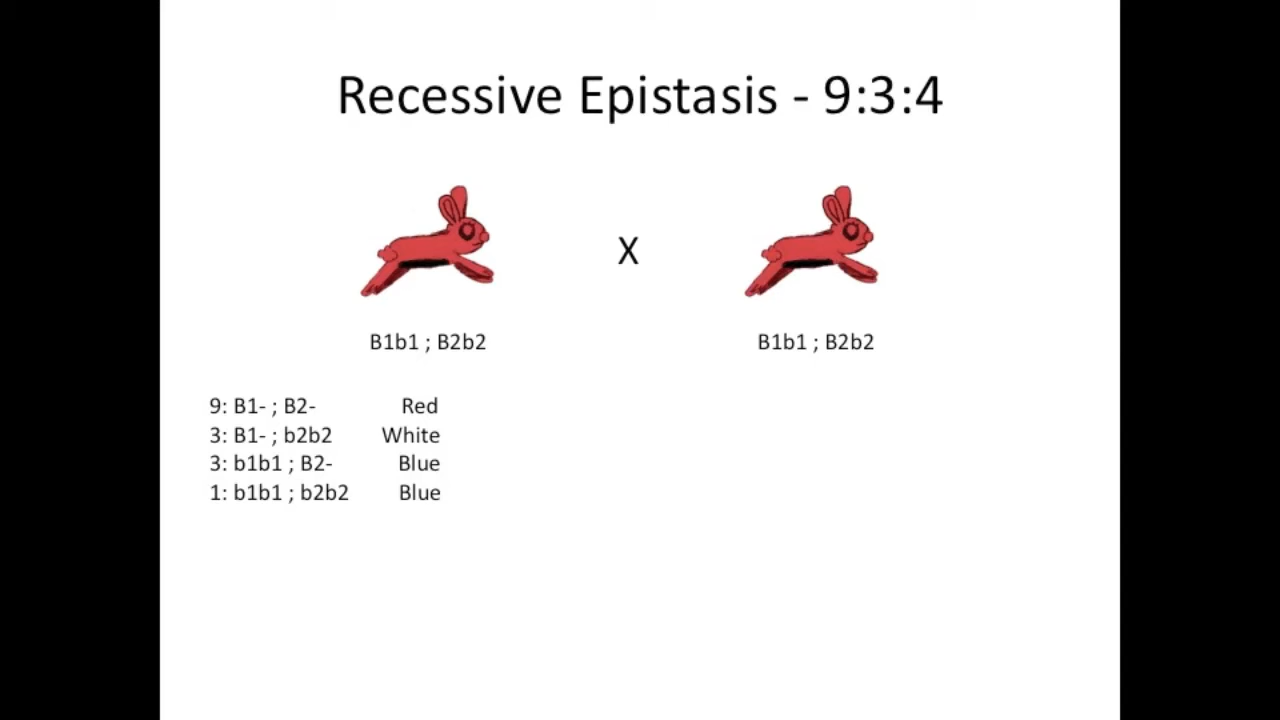 Recessive Epistasis - 9:3:4
X
B1b1 ; B2b2
B1b1 ; B2b2
9: B1- ; B2- Red
3: B1- ; b2b2 White
3: b1b1 ; B2- Blue
1: b1b1 ; b2b2 Blue